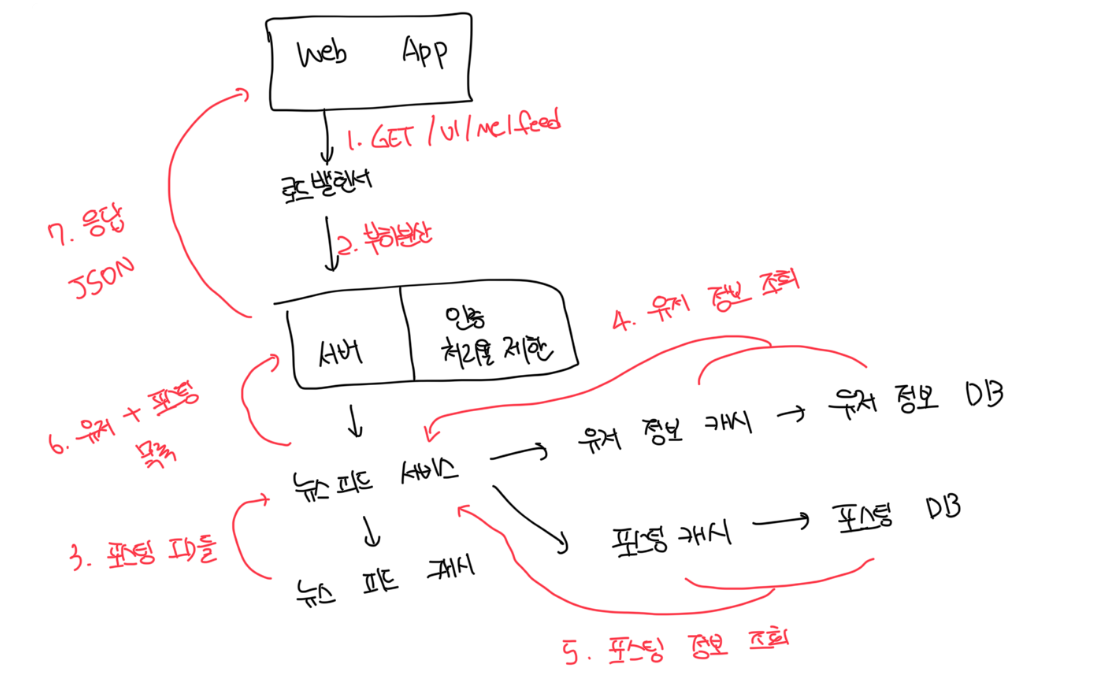 Web App
1. GET /v1/me/feed
로드밸런서
2. 부하분산
7. 응답
JSON
서버
인증
처리율 제한
4. 유저 정보 조회
6. 유저 + 포스팅
목록
유저 정보 캐시
유저 정보 DB
뉴스피드 서비스
3. 포스팅 ID들
포스팅 캐시
포스팅 DB
뉴스 피드 캐시
5. 포스팅 정보 조회